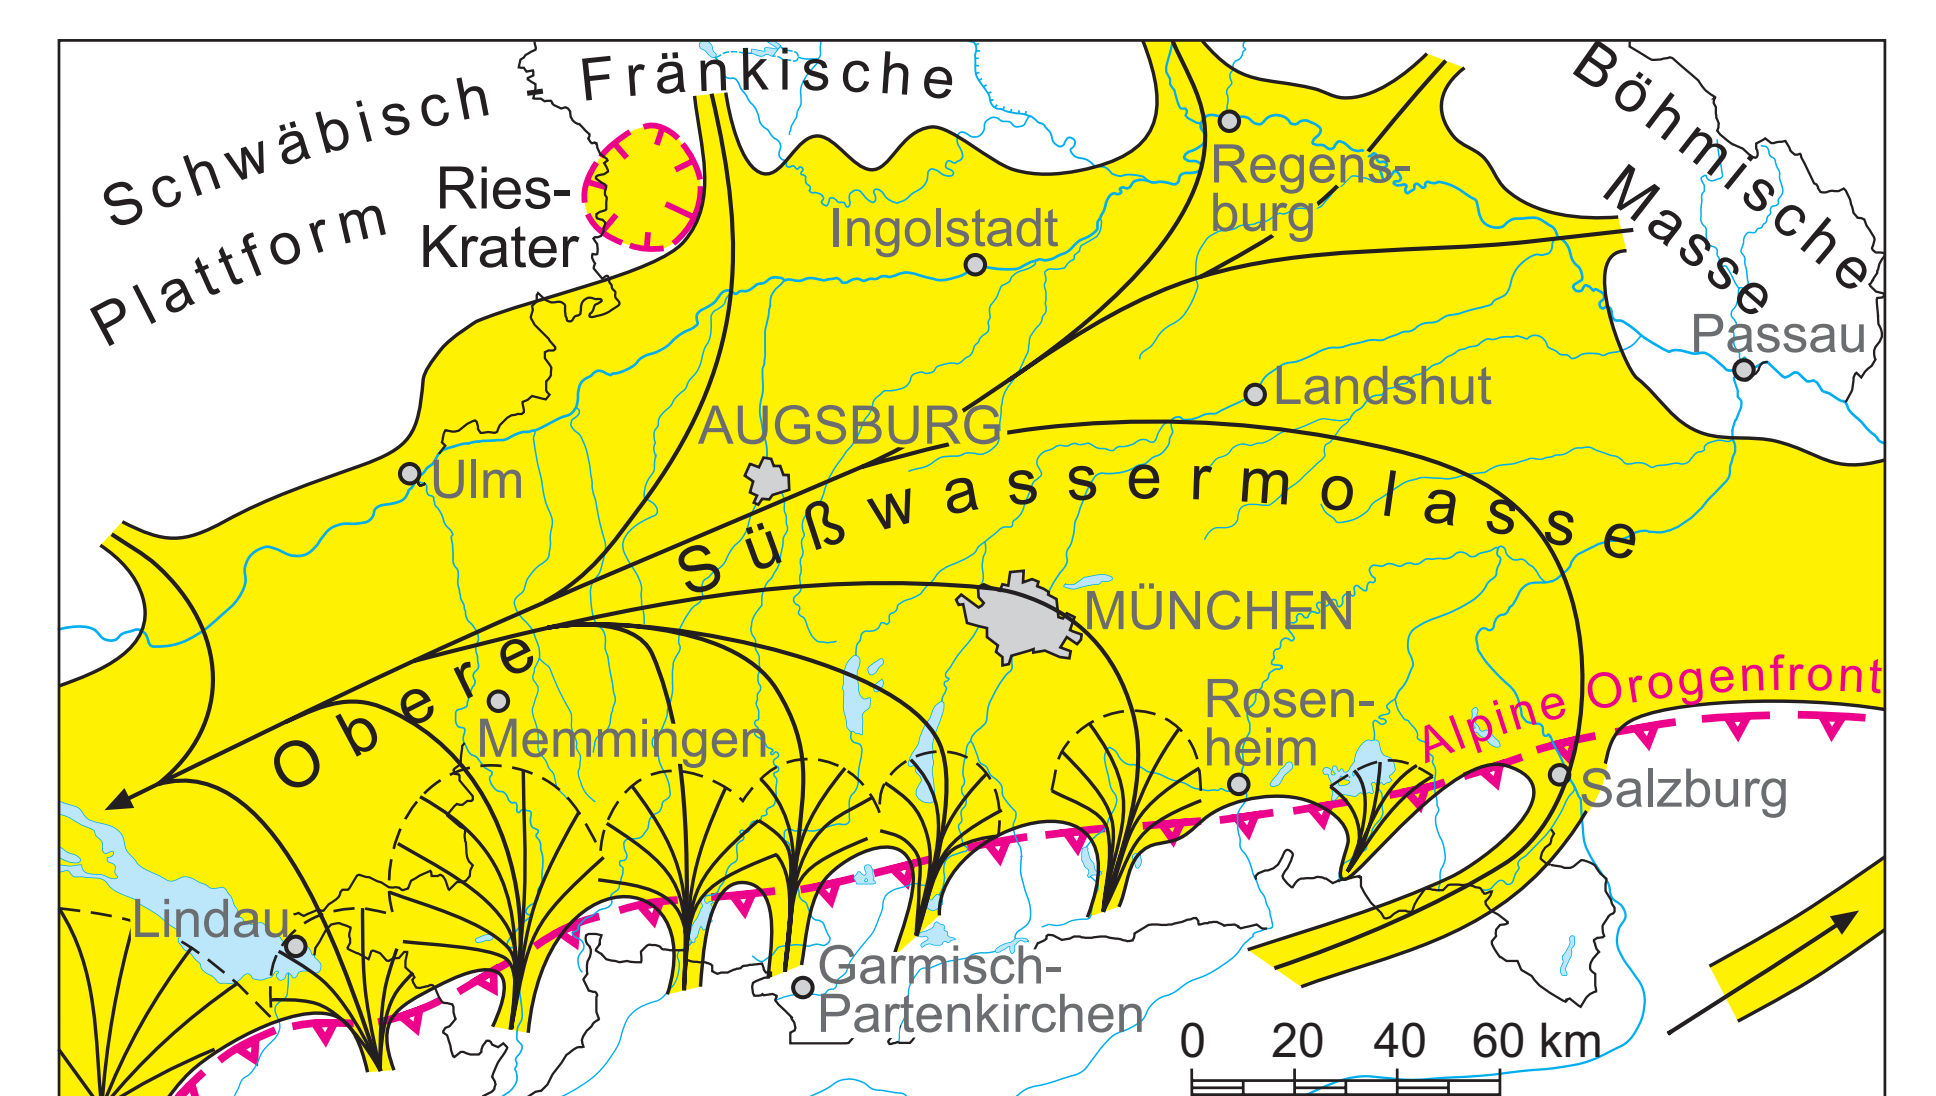 Schwäbisch - Fränkische
Plattform
Böhmische
Masse
Ries-
Krater
Regens-
burg
Ingolstadt
Passau
Landshut
AUGSBURG
Ulm
Obere Süßwassermolasse
MÜNCHEN
Memmingen
Rosen-
heim
Alpine Orogenfront
Salzburg
Lindau
Garmisch-
Partenkirchen
0 20 40 60 km